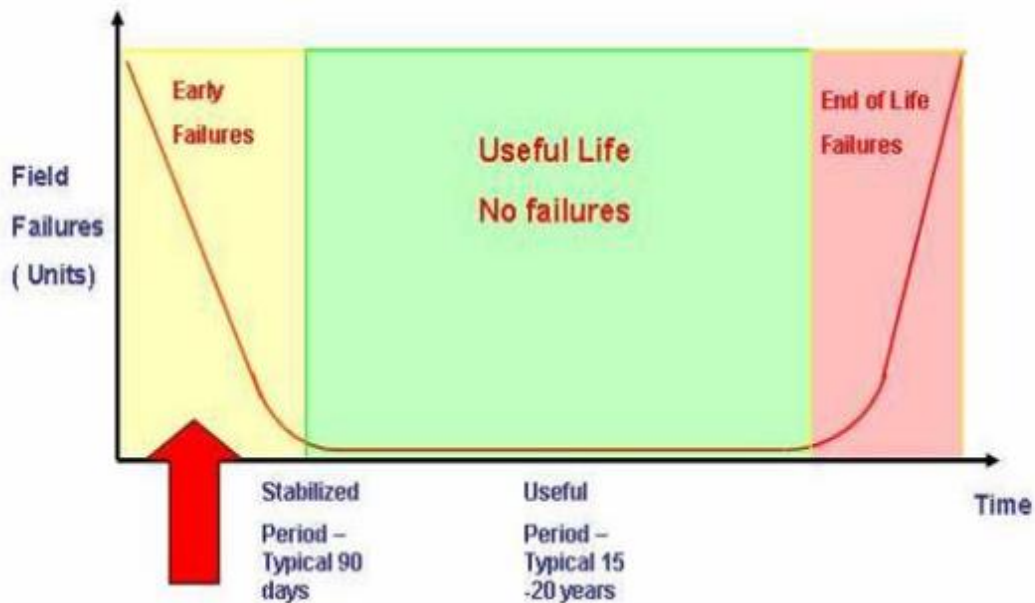 Early
Failures
Useful Life
No failures
End of Life
Failures
Field
Failures
( Units)
Stabilized
Period –
Typical 90
days
Useful
Period –
Typical 15
-20 years
Time